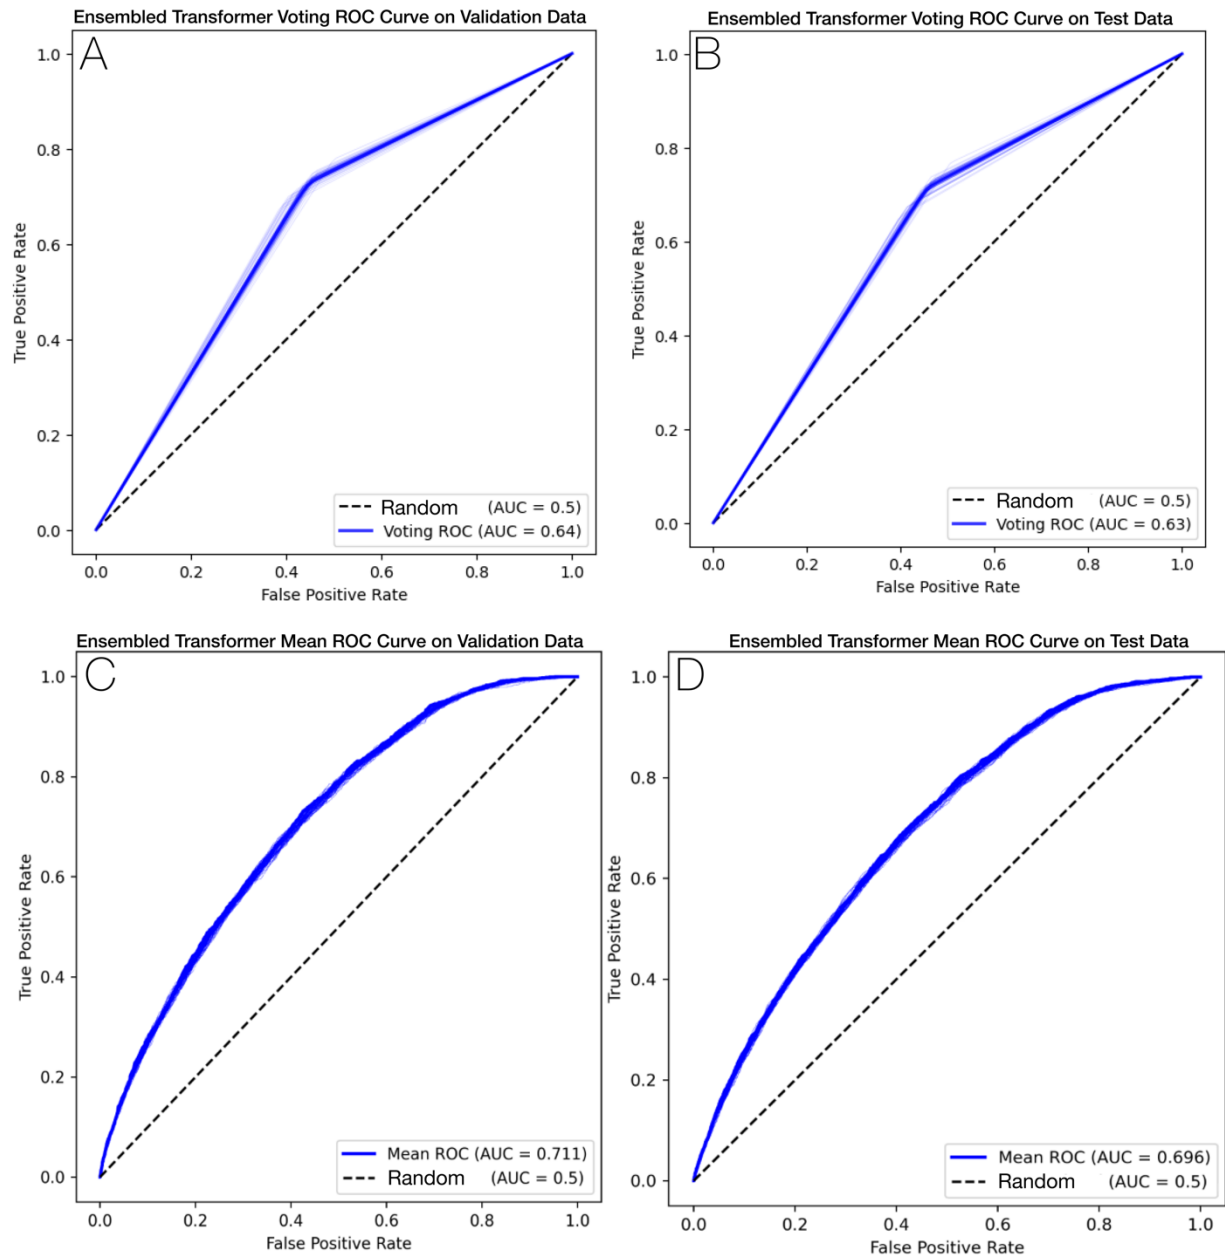 Ensembled Transformer Voting ROC Curve on Validation Data
A
1.0
0.8
0.6
0.4
0.2
0.0
True Positive Rate
Random (AUC = 0.5)
Voting ROC (AUC = 0.64)
0.0 0.2 0.4 0.6 0.8 1.0
False Positive Rate
Ensembled Transformer Voting ROC Curve on Test Data
B
1.0
0.8
0.6
0.4
0.2
0.0
True Positive Rate
Random (AUC = 0.5)
Voting ROC (AUC = 0.63)
0.0 0.2 0.4 0.6 0.8 1.0
False Positive Rate
Ensembled Transformer Mean ROC Curve on Validation Data
C
1.0
0.8
0.6
0.4
0.2
0.0
True Positive Rate
Mean ROC (AUC = 0.711)
Random (AUC = 0.5)
0.0 0.2 0.4 0.6 0.8 1.0
False Positive Rate
Ensembled Transformer Mean ROC Curve on Test Data
D
1.0
0.8
0.6
0.4
0.2
0.0
True Positive Rate
Mean ROC (AUC = 0.696)
Random (AUC = 0.5)
0.0 0.2 0.4 0.6 0.8 1.0
False Positive Rate